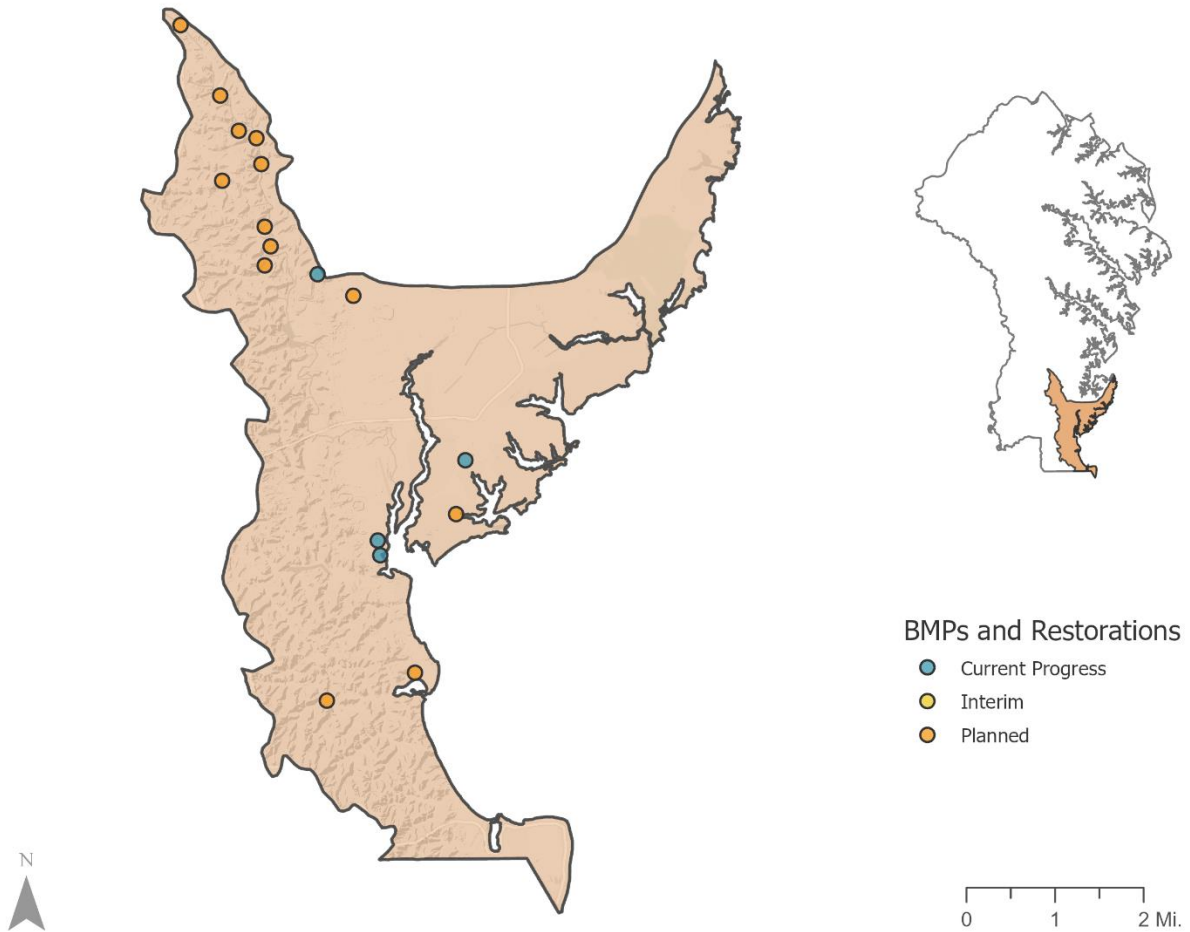 BMPs and Restorations
Current Progress
Interim
Planned
N
0 1 2 Mi.